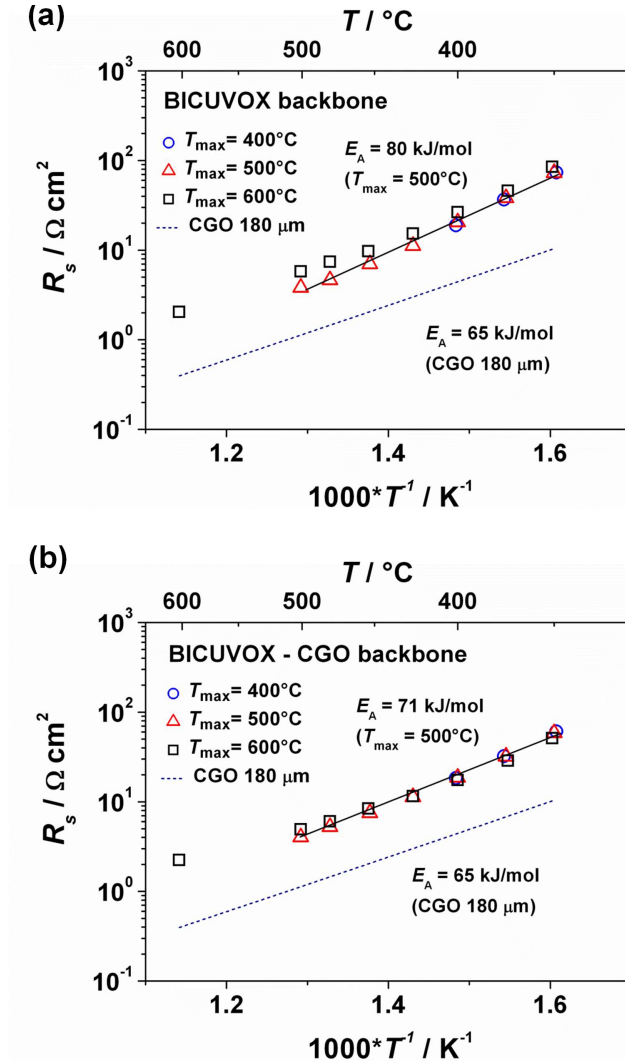 (a)
T / °C
600 500 400
10³
BICUVOX backbone
Tmax= 400°C
Tmax= 500°C
Tmax= 600°C
CGO 180 μm
EA = 80 kJ/mol
(Tmax = 500°C)
10²
10¹
10⁰
10⁻¹
Rs / Ω cm²
EA = 65 kJ/mol
(CGO 180 μm)
1.2 1.4 1.6
1000*T⁻¹ / K⁻¹
(b)
T / °C
600 500 400
10³
BICUVOX - CGO backbone
Tmax= 400°C
Tmax= 500°C
Tmax= 600°C
CGO 180 μm
EA = 71 kJ/mol
(Tmax = 500°C)
10²
10¹
10⁰
10⁻¹
Rs / Ω cm²
EA = 65 kJ/mol
(CGO 180 μm)
1.2 1.4 1.6
1000*T⁻¹ / K⁻¹